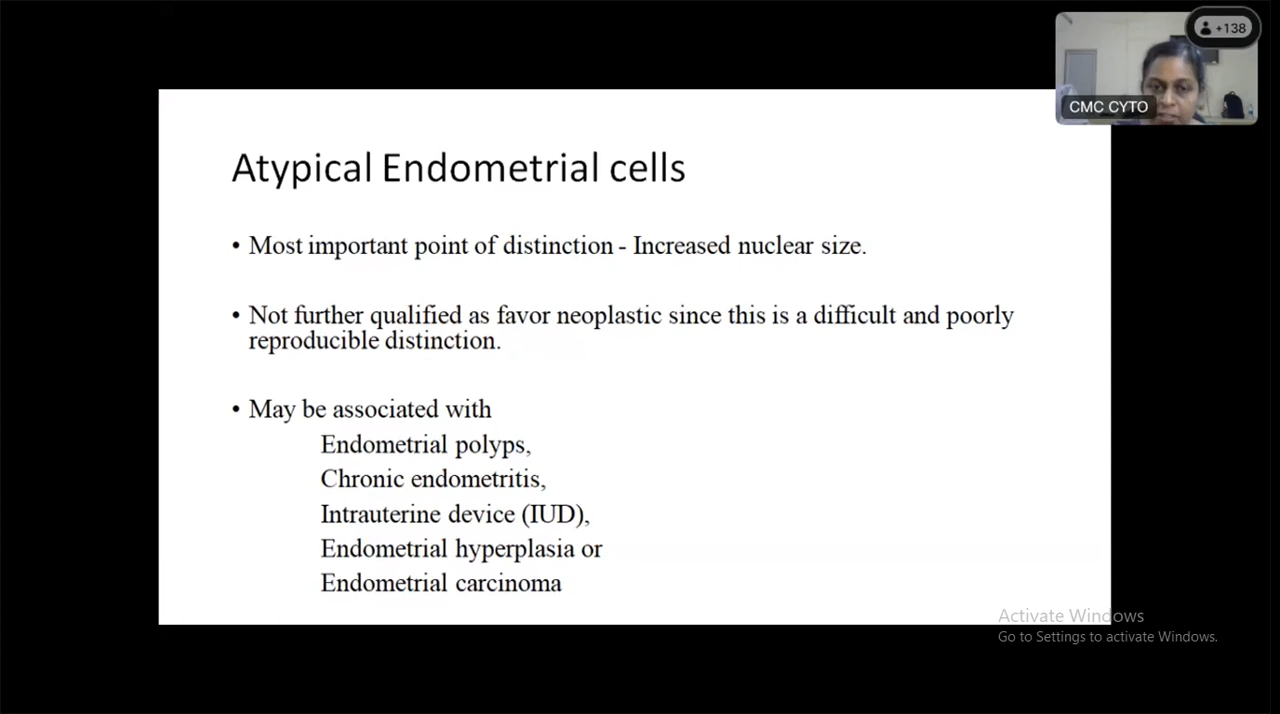 +138
CMC CYTO
Atypical Endometrial cells
• Most important point of distinction - Increased nuclear size.
• Not further qualified as favor neoplastic since this is a difficult and poorly
reproducible distinction.
• May be associated with
Endometrial polyps,
Chronic endometritis,
Intrauterine device (IUD),
Endometrial hyperplasia or
Endometrial carcinoma
Activate Windows
Go to Settings to activate Windows.